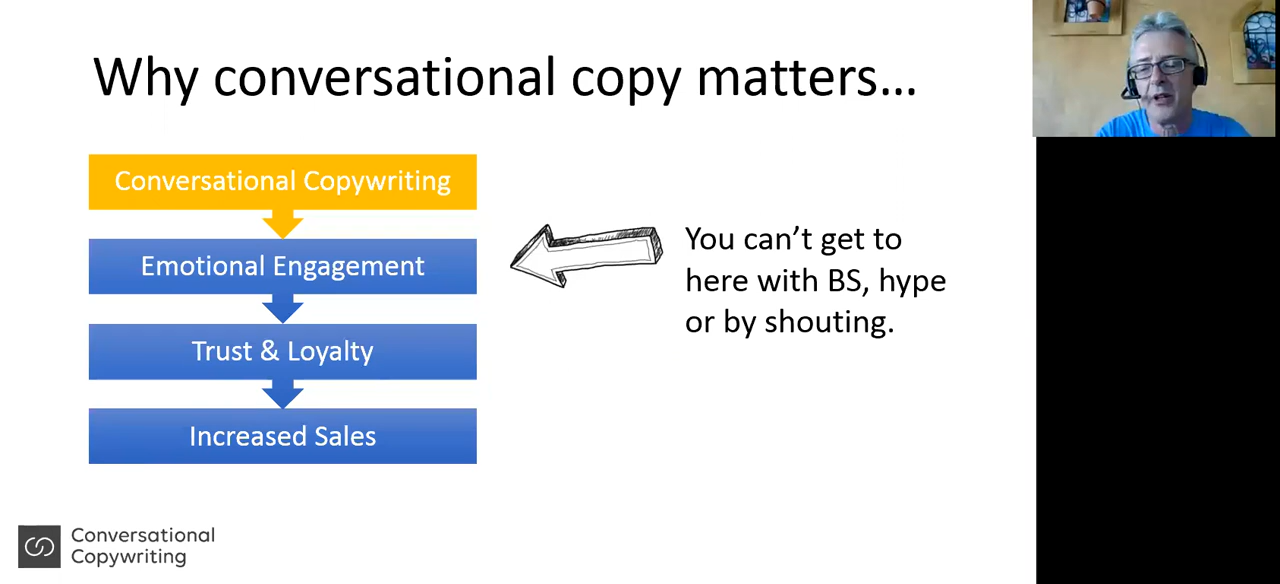 Why conversational copy matters...
Conversational Copywriting
Emotional Engagement
Trust & Loyalty
Increased Sales
You can’t get to
here with BS, hype
or by shouting.
Conversational
Copywriting